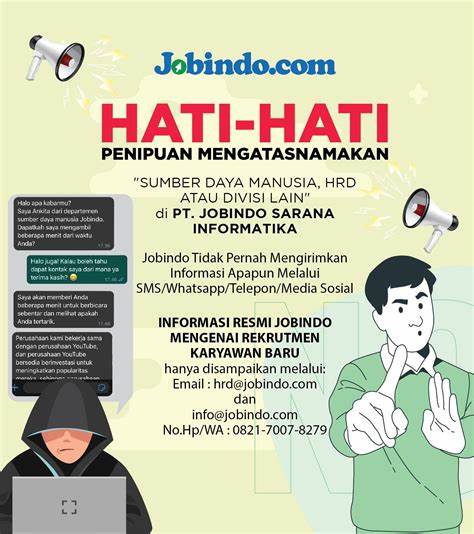 Jobindo.com
HATI-HATI
PENIPUAN MENGATASNAMAKAN
"SUMBER DAYA MANUSIA, HRD
ATAU DIVISI LAIN"
di PT. JOBINDO SARANA
INFORMATIKA
Halo apa kabarmu?
Saya Ankita dari departemen
sumber daya manusia Jobindo.
Dapatkah saya mengambil
beberapa menit dari waktu
Anda?
Halo juga! Kalau boleh tahu
dapat kontak saya dari mana ya
terima kasih?
Saya akan memberi Anda
beberapa menit untuk berbicara
sebentar dan melihat apakah
Anda tertarik.
Perusahaan kami bekerja sama
dengan perusahaan YouTube,
dan perusahaan YouTube
bersedia berinvestasi untuk
meningkatkan popularitas
mereka, sehingga perusahaan
Jobindo Tidak Pernah Mengirimkan
Informasi Apapun Melalui
SMS/Whatsapp/Telepon/Media Sosial
INFORMASI RESMI JOBINDO
MENGENAI REKRUTMEN
KARYAWAN BARU
hanya disampaikan melalui:
Email : hrd@jobindo.com
dan
info@jobindo.com
No.Hp/WA : 0821-7007-8279